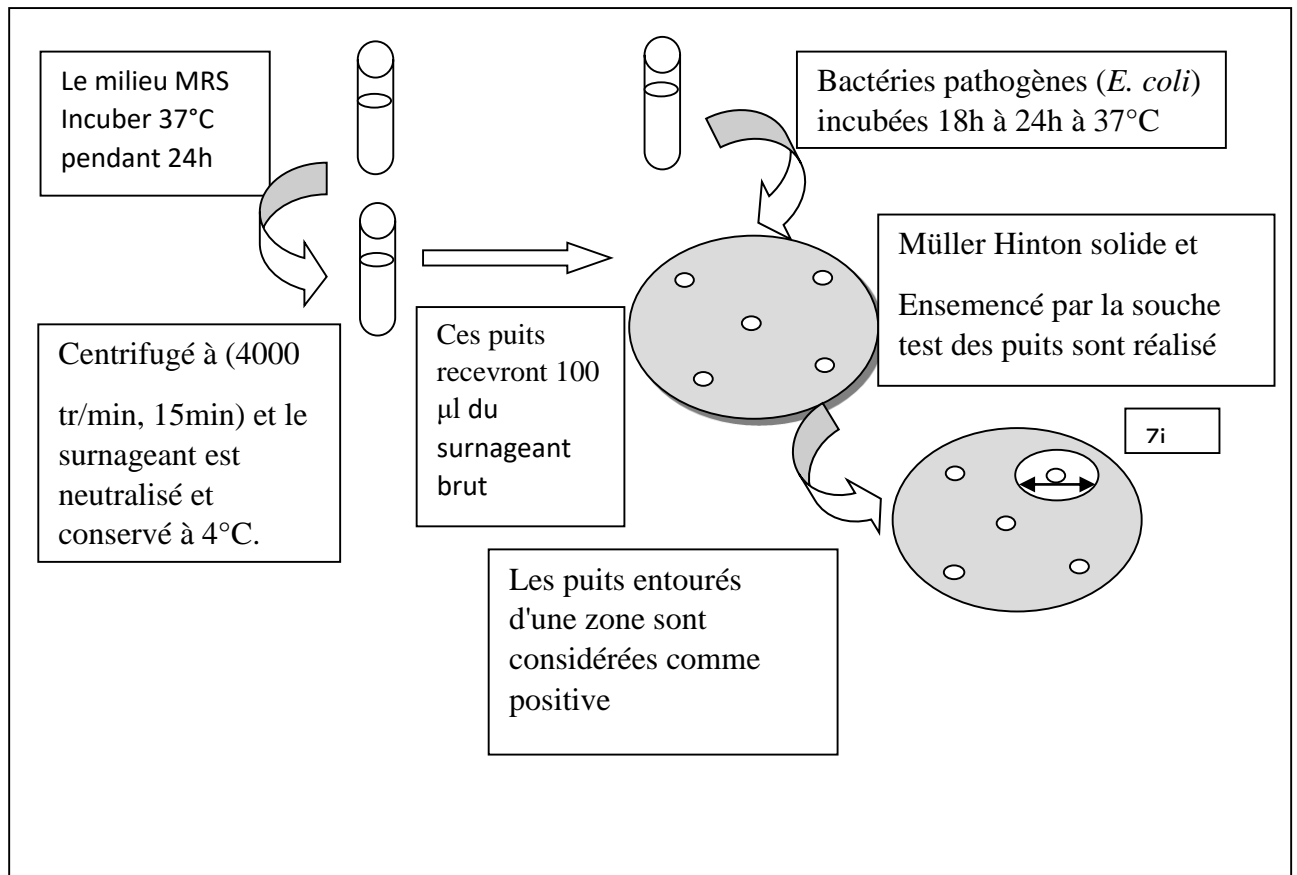 Le milieu MRS
Incuber 37°C
pendant 24h
Bactéries pathogènes (E. coli)
incubées 18h à 24h à 37°C
Müller Hinton solide et
Ensemencé par la souche
test des puits sont réalisé
Centrifugé à (4000
tr/min, 15min) et le
surnageant est
neutralisé et
conservé à 4°C.
Ces puits
recevront 100
µl du
surnageant
brut
Les puits entourés
d'une zone sont
considérées comme
positive